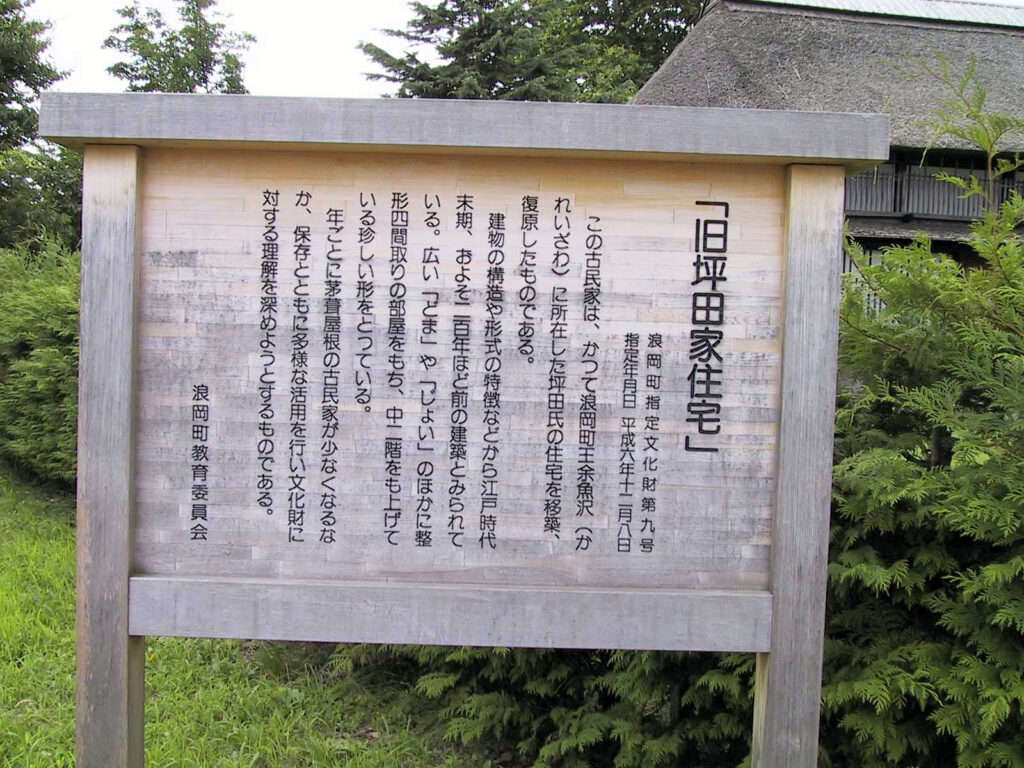 「旧坪田家住宅」
浪岡町指定文化財第九号
指定年月日 平成六年十二月八日
この古民家は、かつて浪岡町王余魚沢(か
れいざわ)に所在した坪田氏の住宅を移築、
復原したものである。
建物の構造や形式の特徴などから江戸時代
末期、およそ二百年ほど前の建築とみられて
いる。広い「どま」や「じょい」のほかに整
形四間取りの部屋をもち、中二階をも上げて
いる珍しい形をとっている。
年ごとに茅葺屋根の古民家が少なくなるな
か、保存とともに多様な活用を行い文化財に
対する理解を深めようとするものである。
浪岡町教育委員会